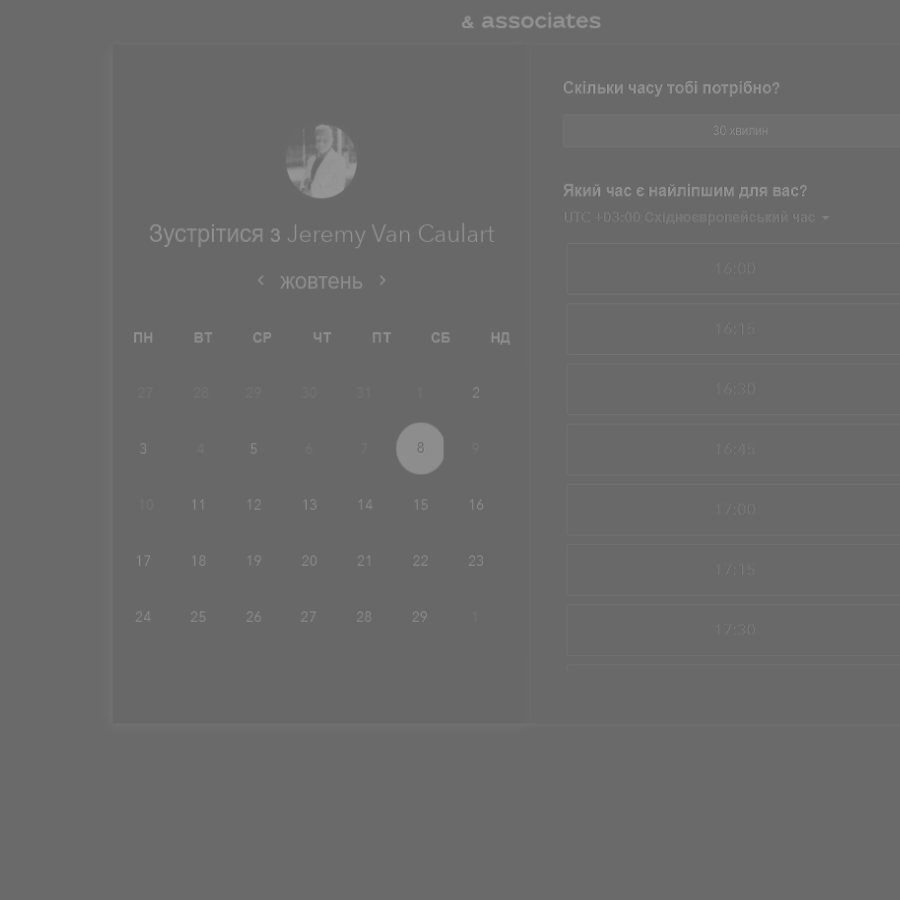 & associates
Скільки часу тобі потрібно?
30 хвилин
Який час є найліпшим для вас?
UTC +03:00 Східноєвропейський час
Зустрітися з Jeremy Van Caulart
жовтень
ПН ВТ СР ЧТ ПТ СБ НД
27 28 29 30 31 1 2
3 4 5 6 7 8 9
10 11 12 13 14 15 16
17 18 19 20 21 22 23
24 25 26 27 28 29 1
16:00
16:15
16:30
16:45
17:00
17:15
17:30